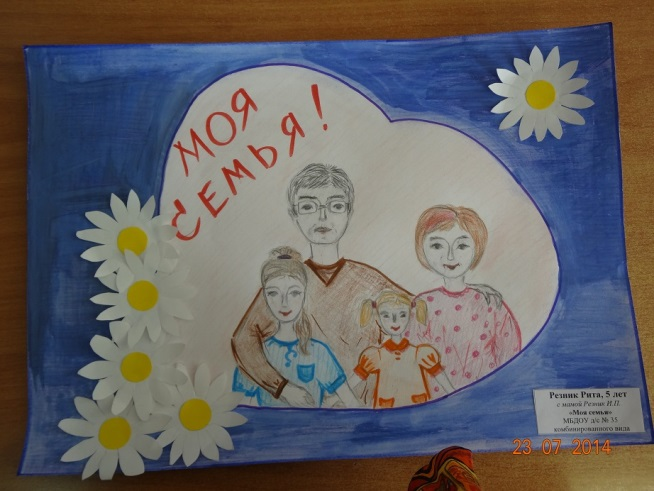 МОЯ
СЕМЬЯ!
Резник Рита, 5 лет
с мамой Резник И.П.
«Моя семья»
МБДОУ д/с № 35
комбинированного вида
23 07 2014